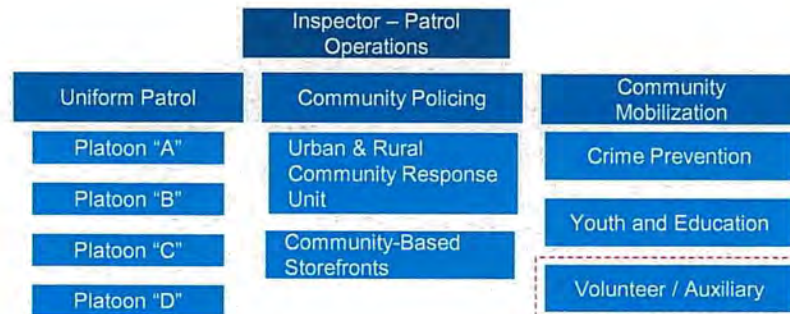 Inspector – Patrol
Operations
Uniform Patrol
Community Policing
Community
Mobilization
Platoon "A"
Platoon "B"
Platoon "C"
Platoon "D"
Urban & Rural
Community Response
Unit
Community-Based
Storefronts
Crime Prevention
Youth and Education
Volunteer / Auxiliary